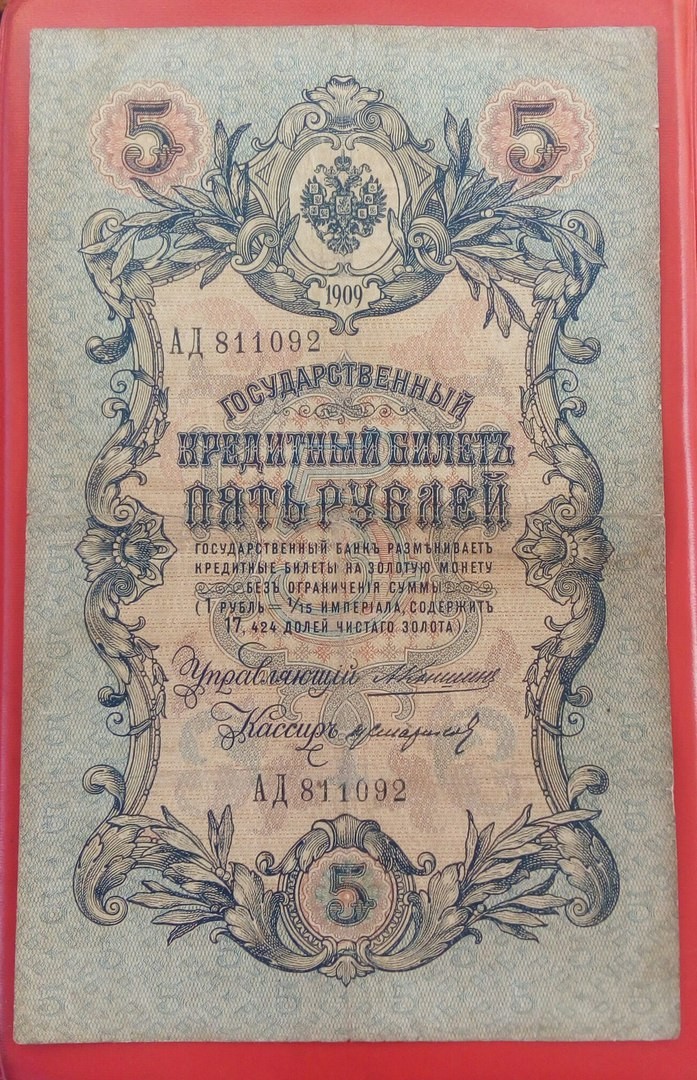 5 5
1909
АД 811092
ГОСУДАРСТВЕННЫЙ
КРЕДИТНЫЙ БИЛЕТЪ
ПЯТЬ РУБЛЕЙ
ГОСУДАРСТВЕННЫЙ БАНКЪ РАЗМѢНИВАЕТЪ
КРЕДИТНЫЕ БИЛЕТЫ НА ЗОЛОТУЮ МОНЕТУ
БЕЗЪ ОГРАНИЧЕНІЯ СУММЫ
(1 РУБЛЬ = 1/15 ИМПЕРІАЛА, СОДЕРЖИТЪ
17,424 ДОЛЕЙ ЧИСТАГО ЗОЛОТА).
Управляющій
Кассиръ
АД 811092
5